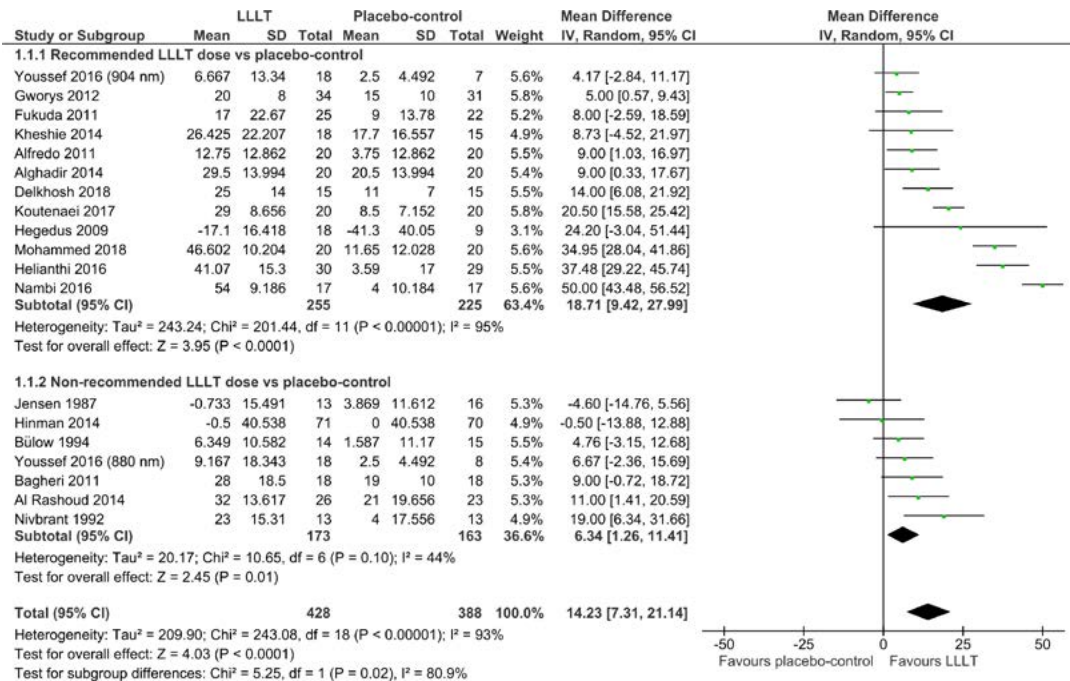 LLLT Placebo-control Mean Difference Mean Difference
Study or Subgroup Mean SD Total Mean SD Total Weight IV, Random, 95% CI IV, Random, 95% CI
1.1.1 Recommended LLLT dose vs placebo-control
Youssef 2016 (904 nm) 6.667 13.34 18 2.5 4.492 7 5.6% 4.17 [-2.84, 11.17]
Gworys 2012 20 8 34 15 10 31 5.8% 5.00 [0.57, 9.43]
Fukuda 2011 17 22.67 25 9 13.78 22 5.2% 8.00 [-2.59, 18.59]
Kheshie 2014 26.425 22.207 18 17.7 16.557 15 4.9% 8.73 [-4.52, 21.97]
Alfredo 2011 12.75 12.862 20 3.75 12.862 20 5.5% 9.00 [1.03, 16.97]
Alghadir 2014 29.5 13.994 20 20.5 13.994 20 5.4% 9.00 [0.33, 17.67]
Delkhosh 2018 25 14 15 11 7 15 5.5% 14.00 [6.08, 21.92]
Koutenaei 2017 29 8.656 20 8.5 7.152 20 5.8% 20.50 [15.58, 25.42]
Hegedus 2009 -17.1 16.418 18 -41.3 40.05 9 3.1% 24.20 [-3.04, 51.44]
Mohammed 2018 46.602 10.204 20 11.65 12.028 20 5.6% 34.95 [28.04, 41.86]
Helianthi 2016 41.07 15.3 30 3.59 17 29 5.5% 37.48 [29.22, 45.74]
Nambi 2016 54 9.186 17 4 10.184 17 5.6% 50.00 [43.48, 56.52]
Subtotal (95% CI) 255 225 63.4% 18.71 [9.42, 27.99]
Heterogeneity: Tau² = 243.24; Chi² = 201.44, df = 11 (P < 0.00001); I² = 95%
Test for overall effect: Z = 3.95 (P < 0.0001)
1.1.2 Non-recommended LLLT dose vs placebo-control
Jensen 1987 -0.733 15.491 13 3.869 11.612 16 5.3% -4.60 [-14.76, 5.56]
Hinman 2014 -0.5 40.538 71 0 40.538 70 4.9% -0.50 [-13.88, 12.88]
Bülow 1994 6.349 10.582 14 1.587 11.17 15 5.5% 4.76 [-3.15, 12.68]
Youssef 2016 (880 nm) 9.167 18.343 18 2.5 4.492 8 5.4% 6.67 [-2.36, 15.69]
Bagheri 2011 28 18.5 18 19 10 18 5.3% 9.00 [-0.72, 18.72]
Al Rashoud 2014 32 13.617 26 21 19.656 23 5.3% 11.00 [1.41, 20.59]
Nivbrant 1992 23 15.31 13 4 17.556 13 4.9% 19.00 [6.34, 31.66]
Subtotal (95% CI) 173 163 36.6% 6.34 [1.26, 11.41]
Heterogeneity: Tau² = 20.17; Chi² = 10.65, df = 6 (P = 0.10); I² = 44%
Test for overall effect: Z = 2.45 (P = 0.01)
Total (95% CI) 428 388 100.0% 14.23 [7.31, 21.14]
Heterogeneity: Tau² = 209.90; Chi² = 243.08, df = 18 (P < 0.00001); I² = 93%
Test for overall effect: Z = 4.03 (P < 0.0001)
Test for subgroup differences: Chi² = 5.25, df = 1 (P = 0.02), I² = 80.9%
-50 -25 0 25 50
Favours placebo-control Favours LLLT